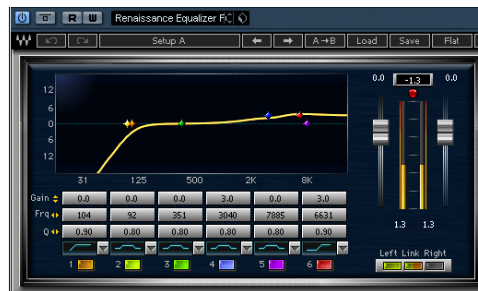 R W Renaissance Equalizer F
Setup A A→B Load Save Flat
0.0 -1.3 0.0
12
6
0
6
12
31 125 500 2K 8K
Gain 0.0 0.0 0.0 3.0 0.0 3.0
Frq 104 92 351 3040 7885 6631
Q 0.90 0.80 0.80 0.80 0.80 0.90
1.3 1.3
Left Link Right
1 2 3 4 5 6